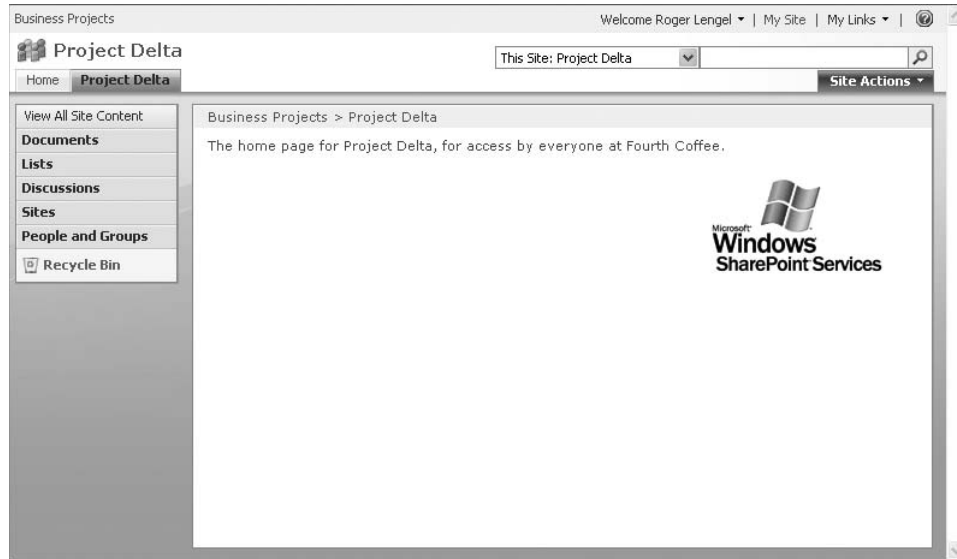 Business Projects
Welcome Roger Lengel | My Site | My Links |
Project Delta
This Site: Project Delta
Home Project Delta
Site Actions
View All Site Content
Documents
Lists
Discussions
Sites
People and Groups
Recycle Bin
Business Projects > Project Delta
The home page for Project Delta, for access by everyone at Fourth Coffee.
Microsoft
Windows
SharePoint Services